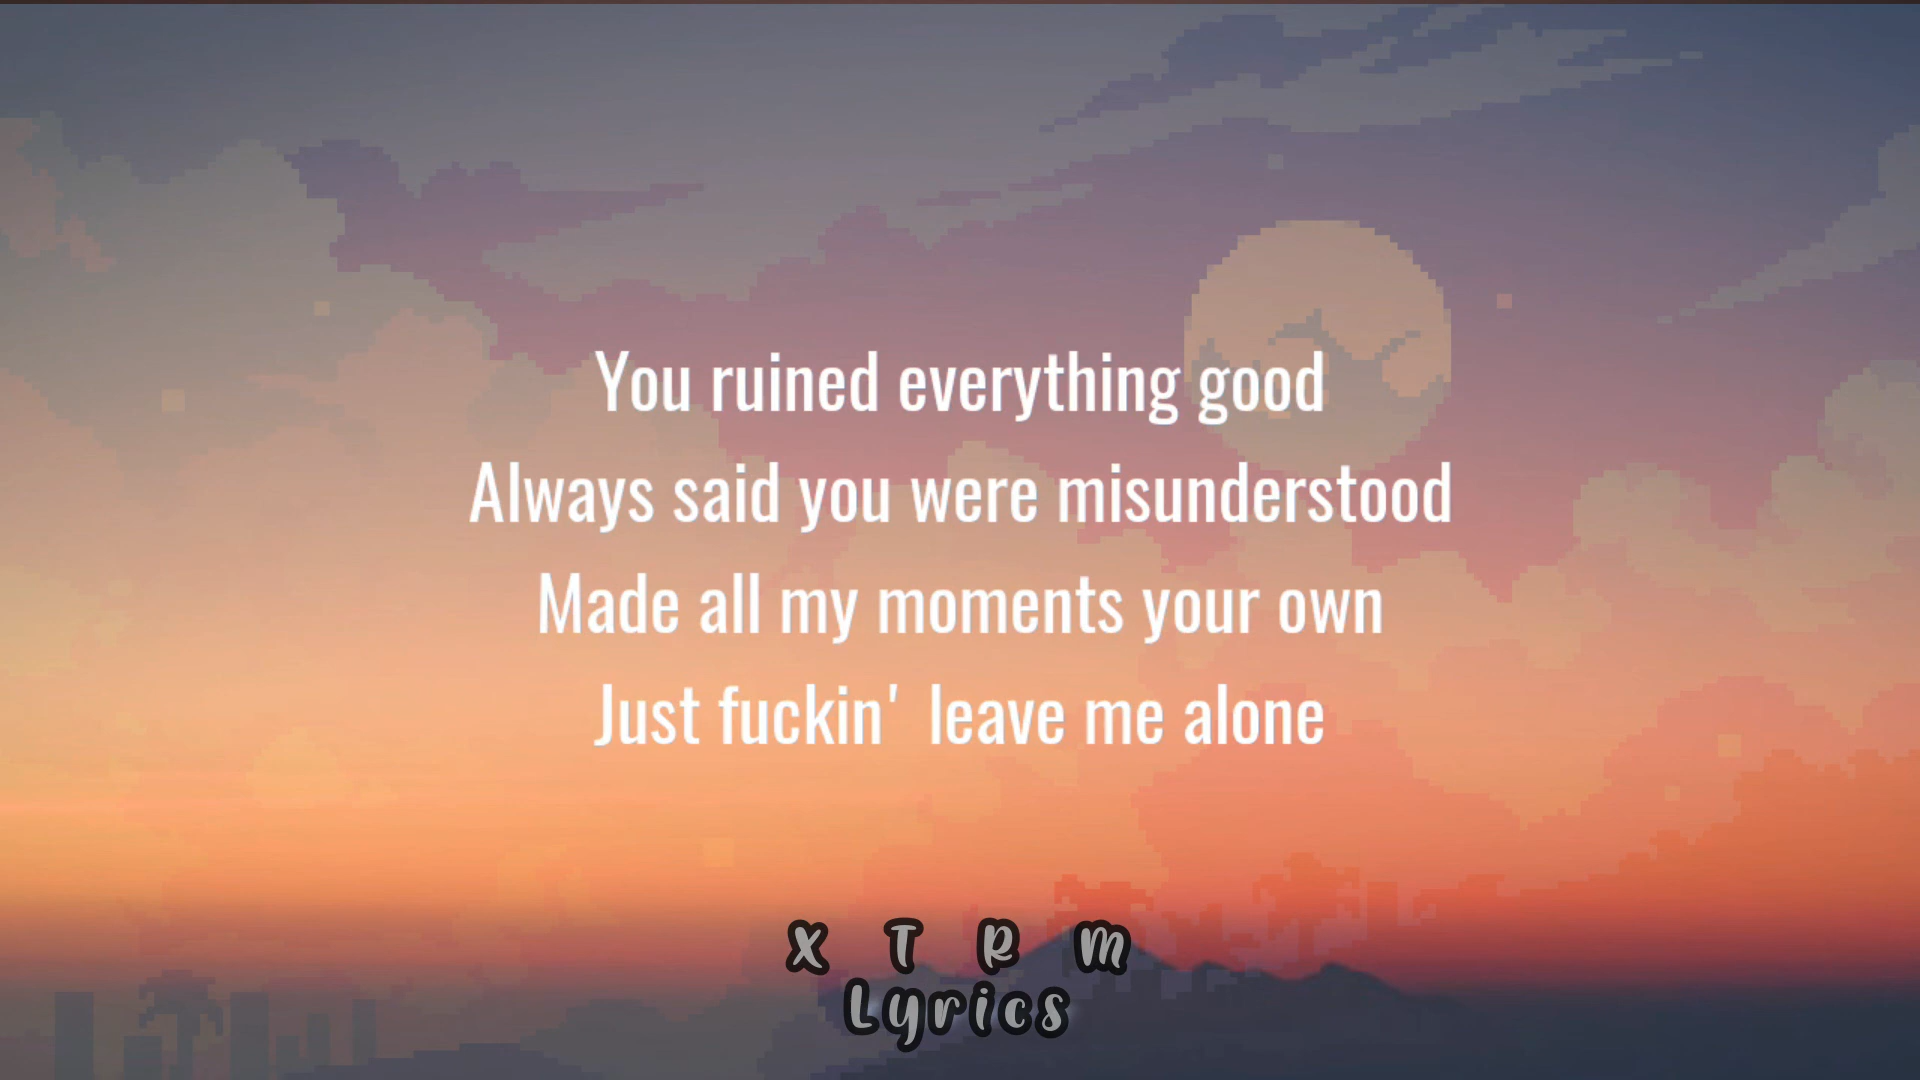 You ruined everything good
Always said you were misunderstood
Made all my moments your own
Just fuckin' leave me alone
X T R M
Lyrics